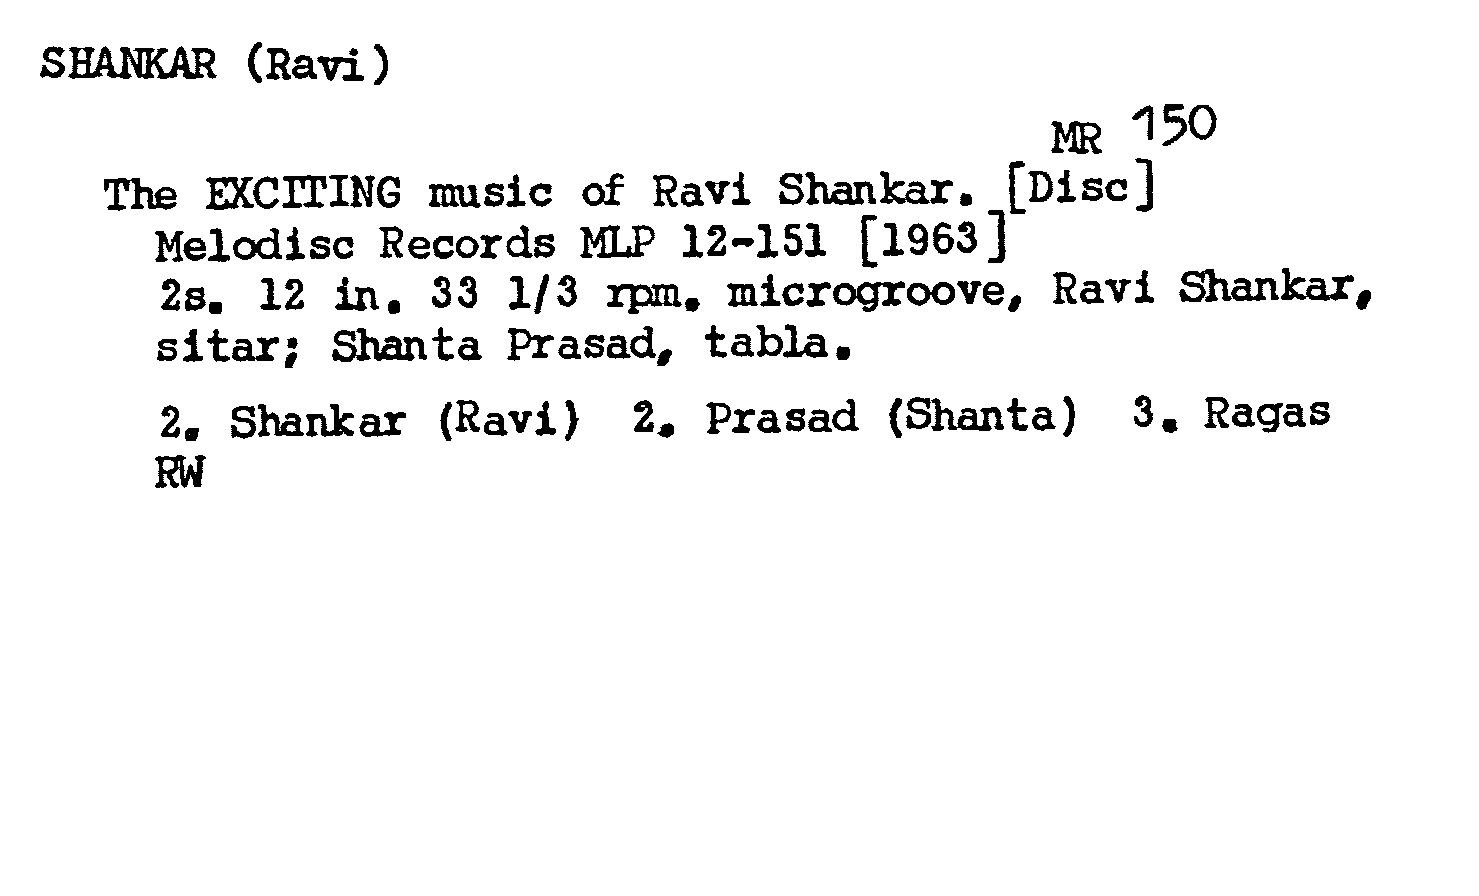 SHANKAR (Ravi)
MR 150
The EXCITING music of Ravi Shankar. [Disc]
Melodisc Records MLP 12-151 [1963]
2s. 12 in. 33 1/3 rpm. microgroove, Ravi Shankar,
sitar; Shanta Prasad, tabla.
2. Shankar (Ravi) 2. Prasad (Shanta) 3. Ragas
RW